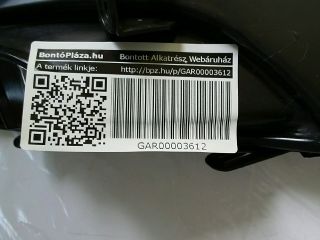 BontóPláza.hu Bontott Alkatrész Webáruház
A termék linkje: http://bpz.hu/p/GAR00003612
GAR00003612